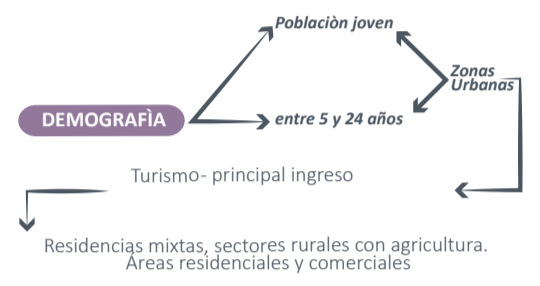 Poblaciòn joven
Zonas
Urbanas
DEMOGRAFÌA
entre 5 y 24 años
Turismo- principal ingreso
Residencias mixtas, sectores rurales con agricultura.
Áreas residenciales y comerciales